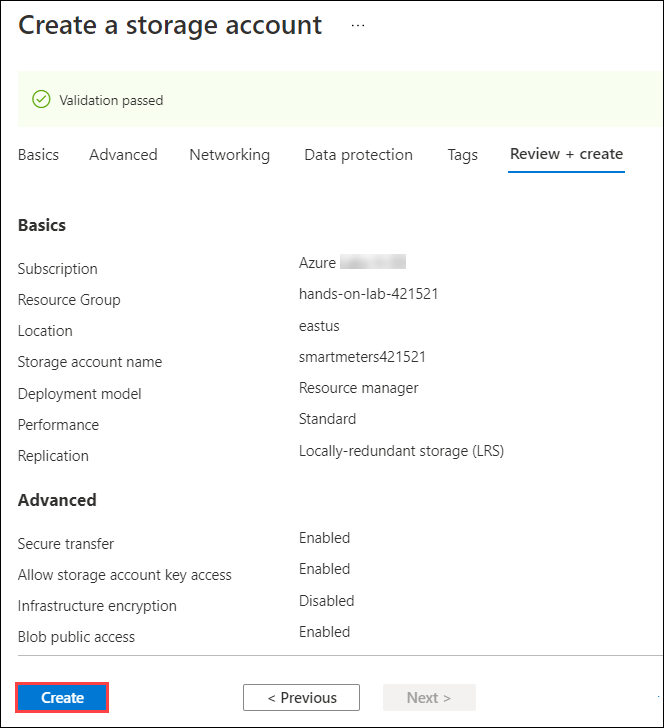 Create a storage account ...
Validation passed
Basics Advanced Networking Data protection Tags Review + create
Basics
Subscription Azure
Resource Group hands-on-lab-421521
Location eastus
Storage account name smartmeters421521
Deployment model Resource manager
Performance Standard
Replication Locally-redundant storage (LRS)
Advanced
Secure transfer Enabled
Allow storage account key access Enabled
Infrastructure encryption Disabled
Blob public access Enabled
Create < Previous Next >